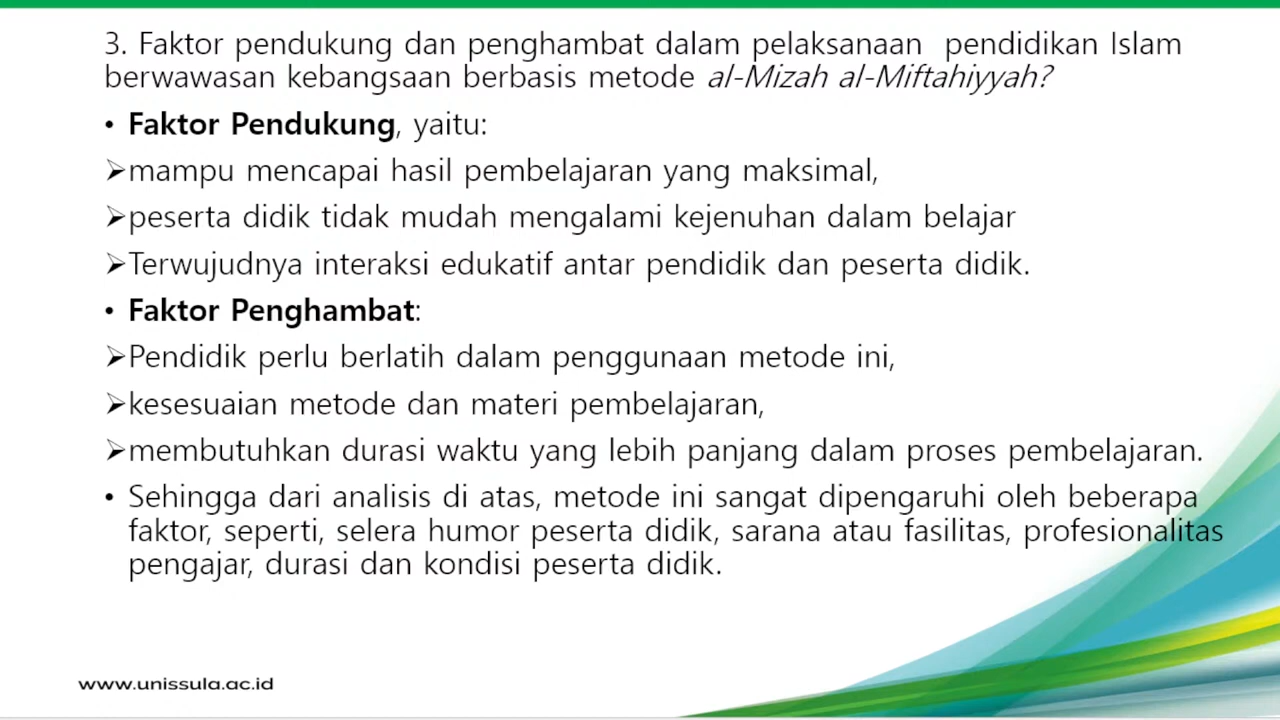 3. Faktor pendukung dan penghambat dalam pelaksanaan pendidikan Islam
berwawasan kebangsaan berbasis metode al-Mizah al-Miftahiyyah?
• Faktor Pendukung, yaitu:
➢mampu mencapai hasil pembelajaran yang maksimal,
➢peserta didik tidak mudah mengalami kejenuhan dalam belajar
➢Terwujudnya interaksi edukatif antar pendidik dan peserta didik.
• Faktor Penghambat:
➢Pendidik perlu berlatih dalam penggunaan metode ini,
➢kesesuaian metode dan materi pembelajaran,
➢membutuhkan durasi waktu yang lebih panjang dalam proses pembelajaran.
• Sehingga dari analisis di atas, metode ini sangat dipengaruhi oleh beberapa
faktor, seperti, selera humor peserta didik, sarana atau fasilitas, profesionalitas
pengajar, durasi dan kondisi peserta didik.
www.unissula.ac.id